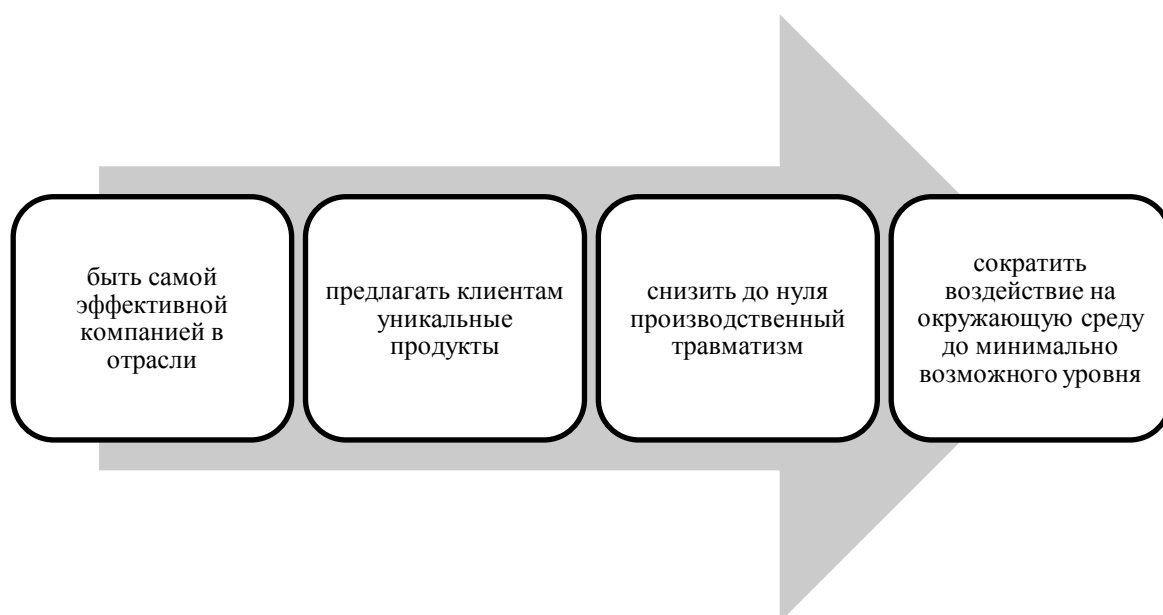 быть самой
эффективной
компанией в
отрасли
предлагать клиентам
уникальные
продукты
снизить до нуля
производственный
травматизм
сократить
воздействие на
окружающую среду
до минимально
возможного уровня